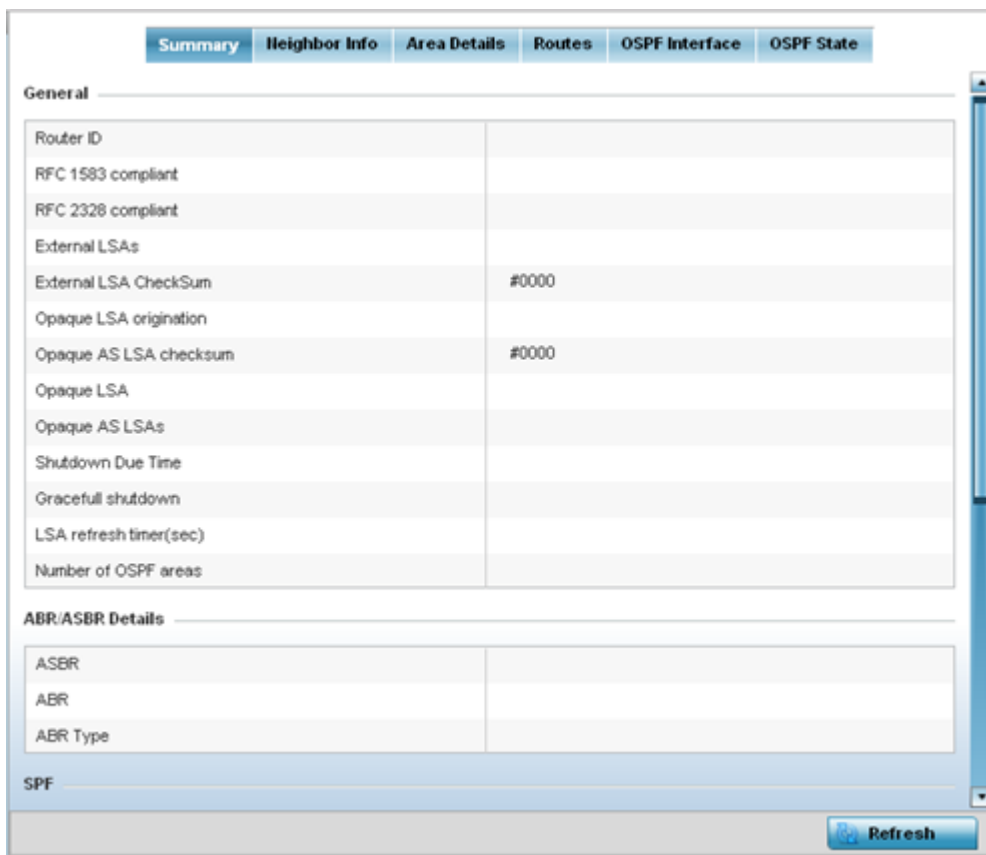 Summary Neighbor Info Area Details Routes OSPF Interface OSPF State
General
Router ID
RFC 1583 compliant
RFC 2328 compliant
External LSAs
External LSA CheckSum #0000
Opaque LSA origination
Opaque AS LSA checksum #0000
Opaque LSA
Opaque AS LSAs
Shutdown Due Time
Gracefull shutdown
LSA refresh timer(sec)
Number of OSPF areas
ABR/ASBR Details
ASBR
ABR
ABR Type
SPF
Refresh